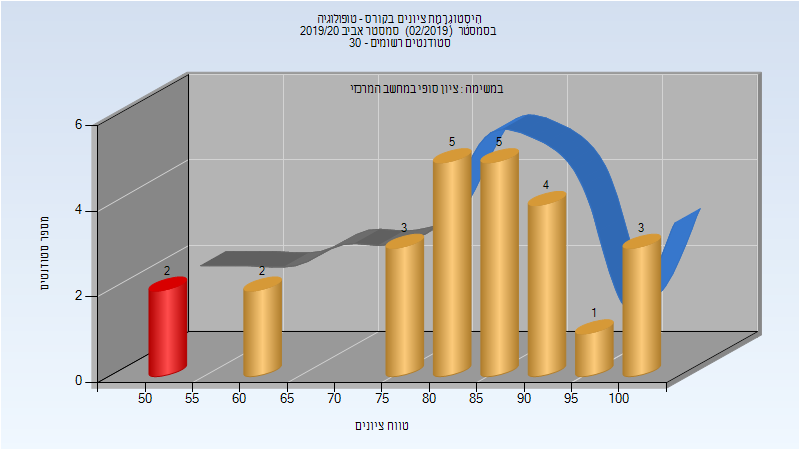 היסטוגרמת ציונים בקורס - טופולוגיה
בסמסטר (02/2019) סמסטר אביב 2019/20
סטודנטים רשומים - 30
במשימה : ציון סופי במחשב המרכזי
מספר סטודנטים
6
4
2
0
2
2
3
5
5
4
1
3
50 55 60 65 70 75 80 85 90 95 100
טווח ציונים